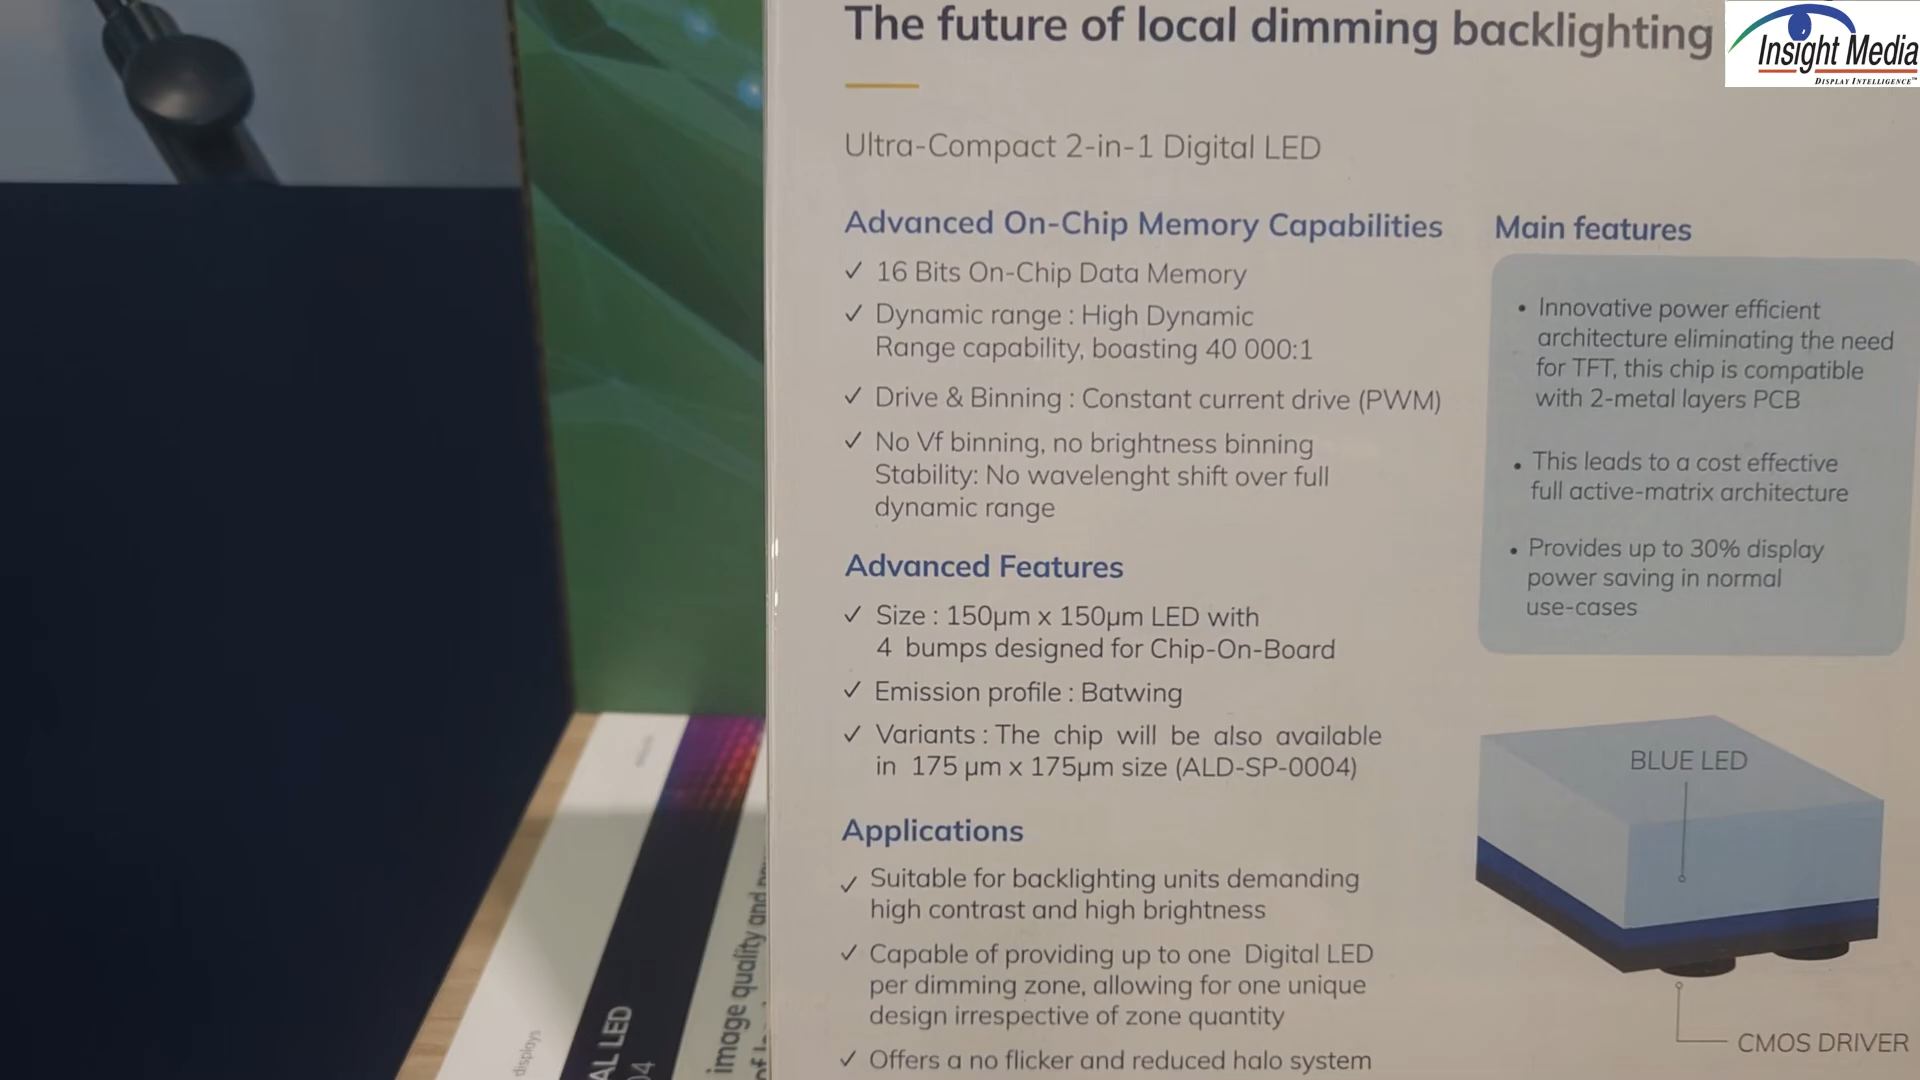 The future of local dimming backlighting
Insight Media
DISPLAY INTELLIGENCE™
Ultra-Compact 2-in-1 Digital LED
Advanced On-Chip Memory Capabilities
✓ 16 Bits On-Chip Data Memory
✓ Dynamic range : High Dynamic
Range capability, boasting 40 000:1
✓ Drive & Binning : Constant current drive (PWM)
✓ No Vf binning, no brightness binning
Stability: No wavelenght shift over full
dynamic range
Advanced Features
✓ Size : 150µm x 150µm LED with
4 bumps designed for Chip-On-Board
✓ Emission profile : Batwing
✓ Variants : The chip will be also available
in 175 µm x 175µm size (ALD-SP-0004)
Applications
✓ Suitable for backlighting units demanding
high contrast and high brightness
✓ Capable of providing up to one Digital LED
per dimming zone, allowing for one unique
design irrespective of zone quantity
✓ Offers a no flicker and reduced halo system
Main features
• Innovative power efficient
architecture eliminating the need
for TFT, this chip is compatible
with 2-metal layers PCB
• This leads to a cost effective
full active-matrix architecture
• Provides up to 30% display
power saving in normal
use-cases
BLUE LED
CMOS DRIVER
displays
AL LED
04
image quality and